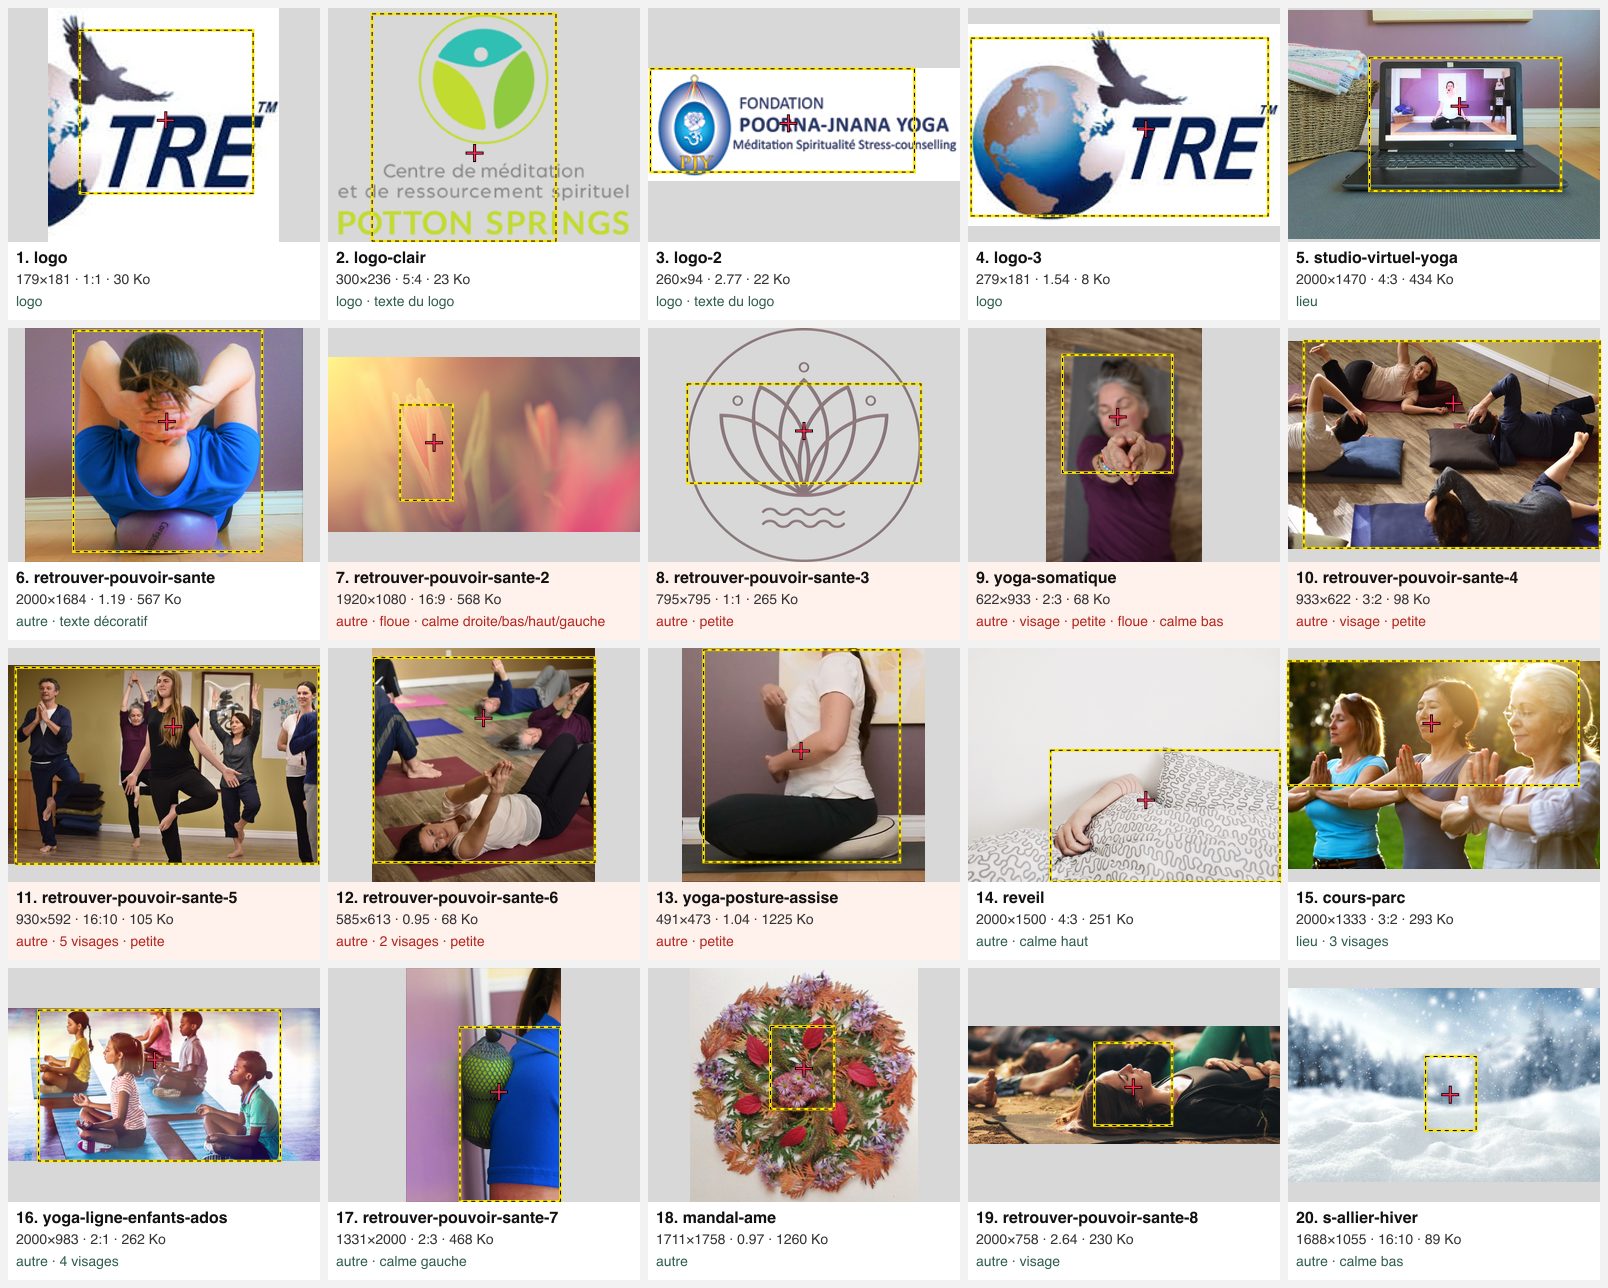 TRE™
Centre de méditation
et de ressourcement spirituel
POTTON SPRINGS
FONDATION
POORNA-JNANA YOGA
Méditation Spiritualité Stress-counselling
PJY
TRE™
1. logo
179×181 · 1:1 · 30 Ko
logo
2. logo-clair
300×236 · 5:4 · 23 Ko
logo · texte du logo
3. logo-2
260×94 · 2.77 · 22 Ko
logo · texte du logo
4. logo-3
279×181 · 1.54 · 8 Ko
logo
5. studio-virtuel-yoga
2000×1470 · 4:3 · 434 Ko
lieu
6. retrouver-pouvoir-sante
2000×1684 · 1.19 · 567 Ko
autre · texte décoratif
7. retrouver-pouvoir-sante-2
1920×1080 · 16:9 · 568 Ko
autre · floue · calme droite/bas/haut/gauche
8. retrouver-pouvoir-sante-3
795×795 · 1:1 · 265 Ko
autre · petite
9. yoga-somatique
622×933 · 2:3 · 68 Ko
autre · visage · petite · floue · calme bas
10. retrouver-pouvoir-sante-4
933×622 · 3:2 · 98 Ko
autre · visage · petite
11. retrouver-pouvoir-sante-5
930×592 · 16:10 · 105 Ko
autre · 5 visages · petite
12. retrouver-pouvoir-sante-6
585×613 · 0.95 · 68 Ko
autre · 2 visages · petite
13. yoga-posture-assise
491×473 · 1.04 · 1225 Ko
autre · petite
14. reveil
2000×1500 · 4:3 · 251 Ko
autre · calme haut
15. cours-parc
2000×1333 · 3:2 · 293 Ko
lieu · 3 visages
16. yoga-ligne-enfants-ados
2000×983 · 2:1 · 262 Ko
autre · 4 visages
17. retrouver-pouvoir-sante-7
1331×2000 · 2:3 · 468 Ko
autre · calme gauche
18. mandal-ame
1711×1758 · 0.97 · 1260 Ko
autre
19. retrouver-pouvoir-sante-8
2000×758 · 2.64 · 230 Ko
autre · visage
20. s-allier-hiver
1688×1055 · 16:10 · 89 Ko
autre · calme bas